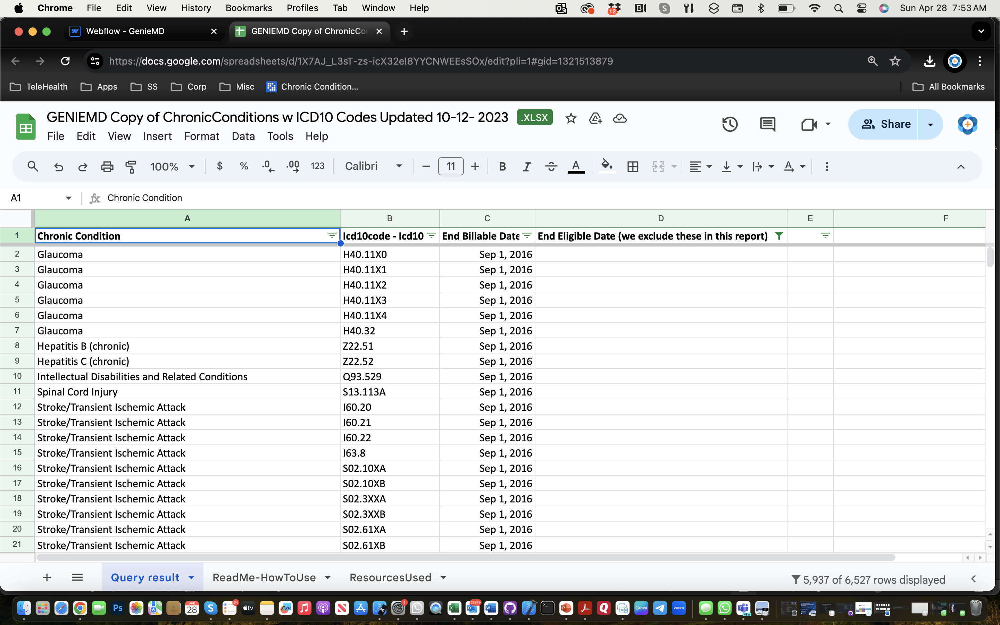 Chrome File Edit View History Bookmarks Profiles Tab Window Help 12 Sun Apr 28 7:53 AM
Webflow - GenieMD GENIEMD Copy of ChronicCo
https://docs.google.com/spreadsheets/d/1X7AJ_L3sT-zs-icX32eI8YYCNWEEsSOx/edit?pli=1#gid=1321513879
TeleHealth Apps SS Corp Misc Chronic Condition... All Bookmarks
GENIEMD Copy of ChronicConditions w ICD10 Codes Updated 10-12- 2023 .XLSX
Share
File Edit View Insert Format Data Tools Help
100% $ % .0 .00 123 Calibri 11 B I A
A1 fx Chronic Condition
A B C D E F
1 Chronic Condition Icd10code - Icd10 End Billable Date End Eligible Date (we exclude these in this report)
2 Glaucoma H40.11X0 Sep 1, 2016
3 Glaucoma H40.11X1 Sep 1, 2016
4 Glaucoma H40.11X2 Sep 1, 2016
5 Glaucoma H40.11X3 Sep 1, 2016
6 Glaucoma H40.11X4 Sep 1, 2016
7 Glaucoma H40.32 Sep 1, 2016
8 Hepatitis B (chronic) Z22.51 Sep 1, 2016
9 Hepatitis C (chronic) Z22.52 Sep 1, 2016
10 Intellectual Disabilities and Related Conditions Q93.529 Sep 1, 2016
11 Spinal Cord Injury S13.113A Sep 1, 2016
12 Stroke/Transient Ischemic Attack I60.20 Sep 1, 2016
13 Stroke/Transient Ischemic Attack I60.21 Sep 1, 2016
14 Stroke/Transient Ischemic Attack I60.22 Sep 1, 2016
15 Stroke/Transient Ischemic Attack I63.8 Sep 1, 2016
16 Stroke/Transient Ischemic Attack S02.10XA Sep 1, 2016
17 Stroke/Transient Ischemic Attack S02.10XB Sep 1, 2016
18 Stroke/Transient Ischemic Attack S02.3XXA Sep 1, 2016
19 Stroke/Transient Ischemic Attack S02.3XXB Sep 1, 2016
20 Stroke/Transient Ischemic Attack S02.61XA Sep 1, 2016
21 Stroke/Transient Ischemic Attack S02.61XB Sep 1, 2016
Query result ReadMe-HowToUse ResourcesUsed 5,937 of 6,527 rows displayed
Ps APR 28 34 tv 1 25379 Canva zoom NEW